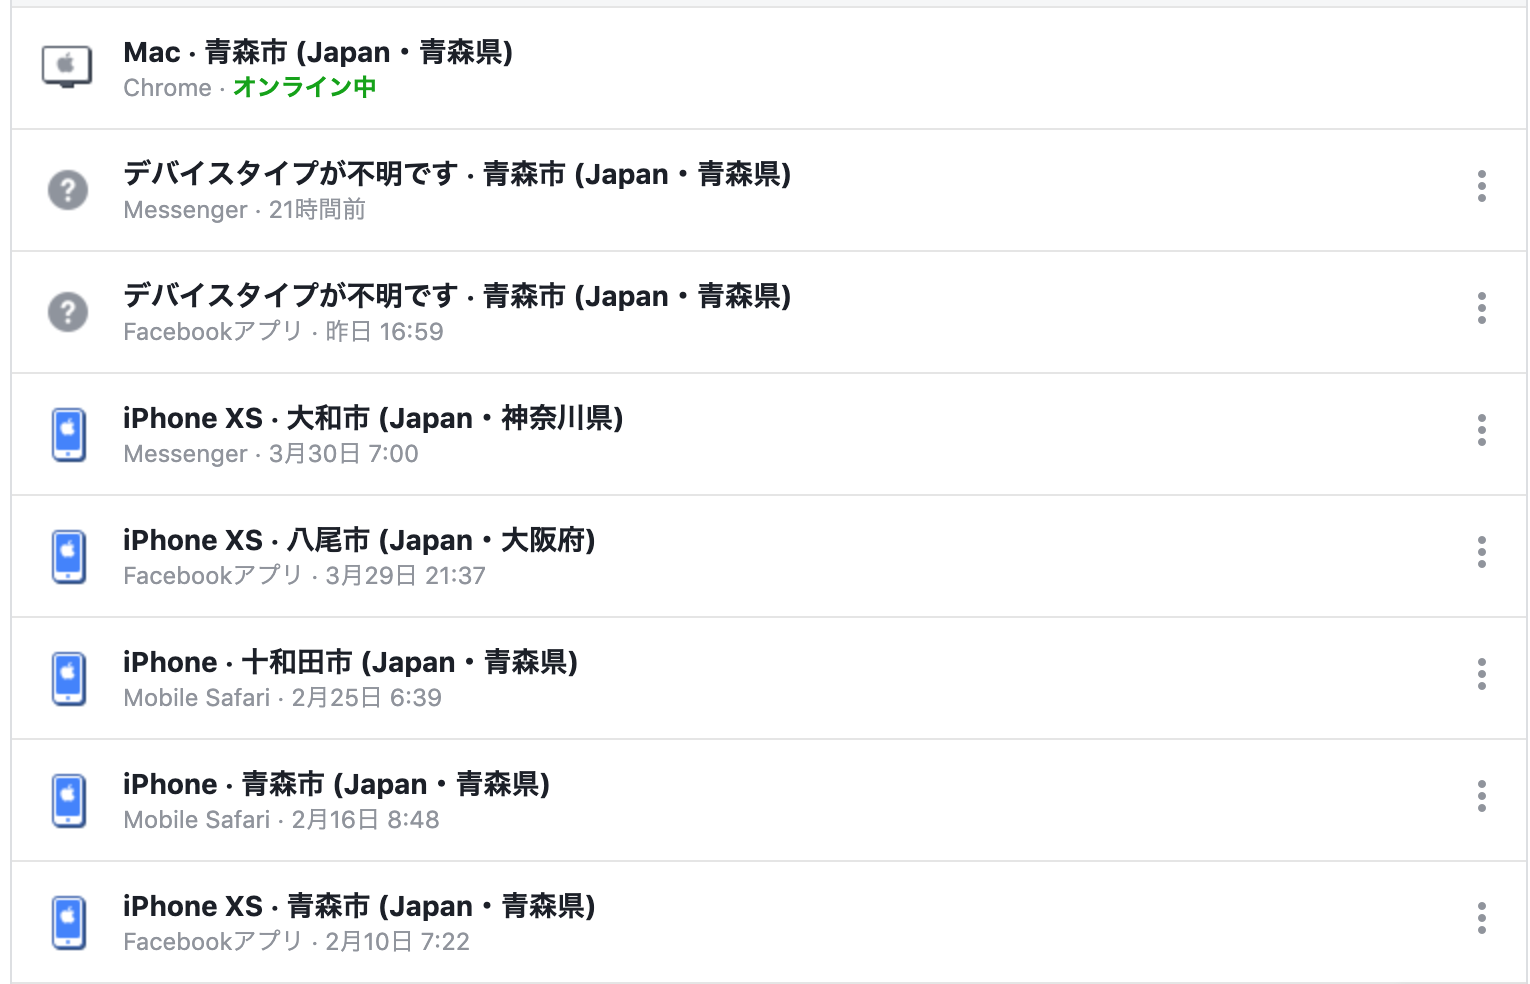 Mac · 青森市 (Japan・青森県)
Chrome · オンライン中
デバイスタイプが不明です · 青森市 (Japan・青森県)
Messenger · 21時間前
デバイスタイプが不明です · 青森市 (Japan・青森県)
Facebookアプリ · 昨日 16:59
iPhone XS · 大和市 (Japan・神奈川県)
Messenger · 3月30日 7:00
iPhone XS · 八尾市 (Japan・大阪府)
Facebookアプリ · 3月29日 21:37
iPhone · 十和田市 (Japan・青森県)
Mobile Safari · 2月25日 6:39
iPhone · 青森市 (Japan・青森県)
Mobile Safari · 2月16日 8:48
iPhone XS · 青森市 (Japan・青森県)
Facebookアプリ · 2月10日 7:22